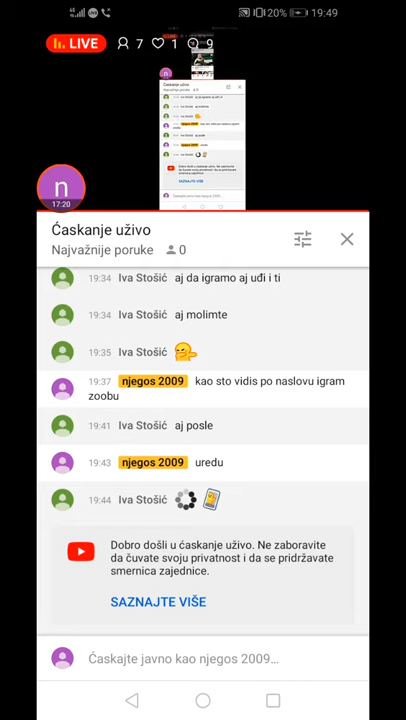 20% 19:49
LIVE 7 1 9
Ćaskanje uživo
n
17:20
Ćaskanje uživo
Najvažnije poruke 0
19:34 Iva Stošić aj da igramo aj uđi i ti
19:34 Iva Stošić aj molimte
19:35 Iva Stošić
19:37 njegos 2009 kao sto vidis po naslovu igram
zoobu
19:41 Iva Stošić aj posle
19:43 njegos 2009 uredu
19:44 Iva Stošić
Dobro došli u ćaskanje uživo. Ne zaboravite
da čuvate svoju privatnost i da se pridržavate
smernica zajednice.
SAZNAJTE VIŠE
Ćaskajte javno kao njegos 2009...